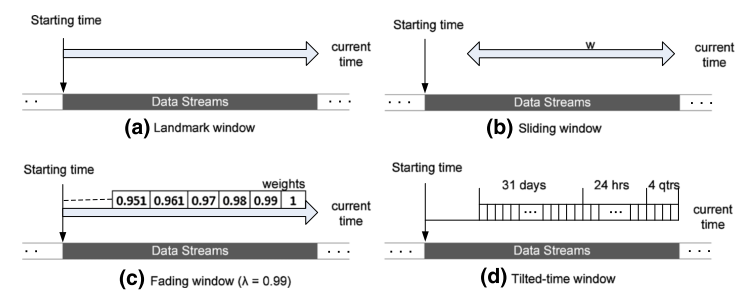 Starting time
current
time
· · Data Streams · · ·
(a) Landmark window
Starting time
w
current
time
· · Data Streams · · ·
(b) Sliding window
Starting time
weights
0.951 0.961 0.97 0.98 0.99 1
current
time
· · Data Streams · · ·
(c) Fading window (λ = 0.99)
Starting time
31 days 24 hrs 4 qtrs
··· ···
current
time
· · Data Streams · · ·
(d) Tilted-time window